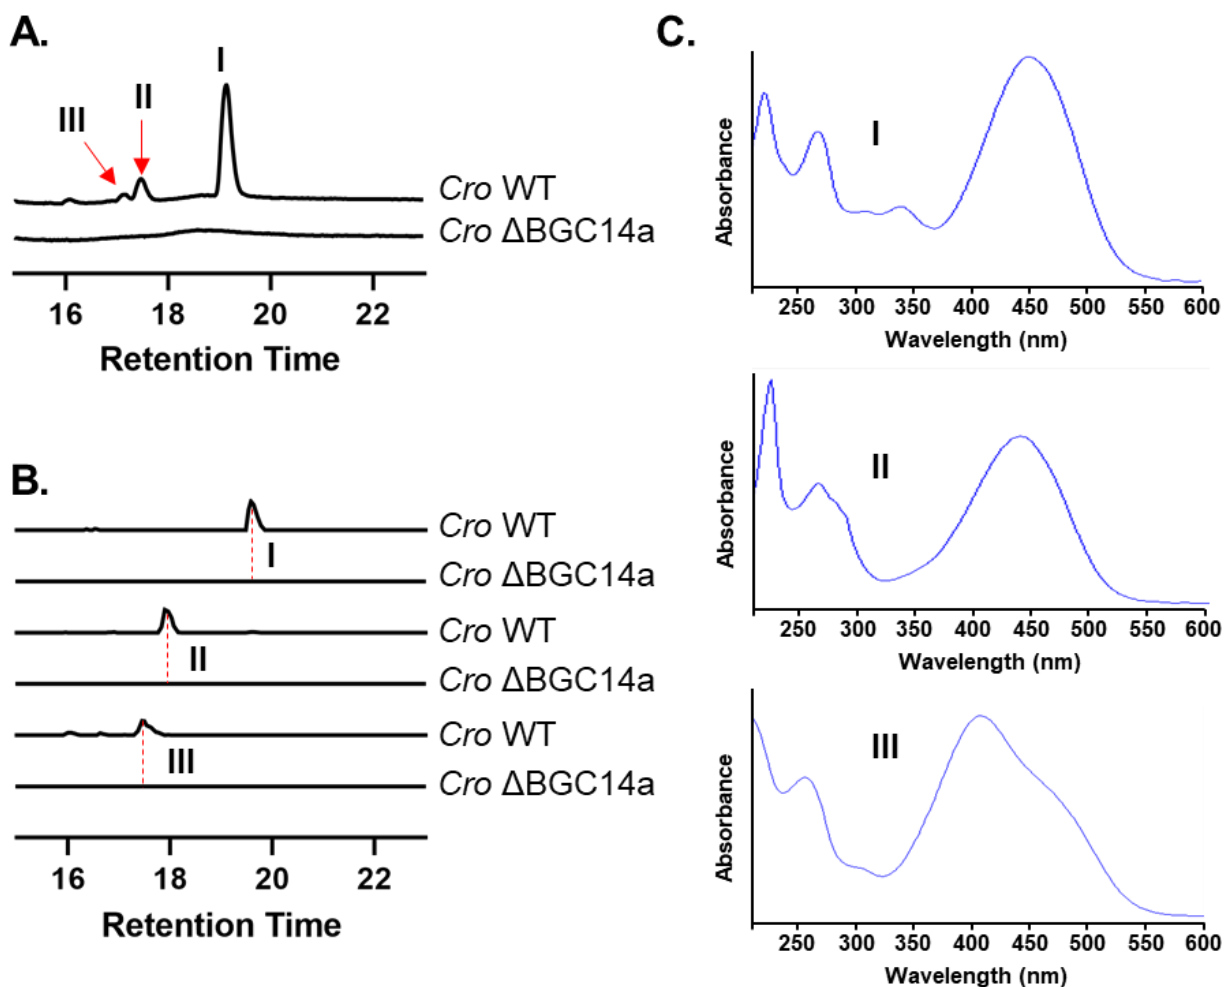 A.
I
II
III
Cro WT
Cro ΔBGC14a
16 18 20 22
Retention Time
B.
Cro WT
I
Cro ΔBGC14a
Cro WT
II
Cro ΔBGC14a
Cro WT
III
Cro ΔBGC14a
16 18 20 22
Retention Time
C.
Absorbance
I
250 300 350 400 450 500 550 600
Wavelength (nm)
Absorbance
II
250 300 350 400 450 500 550 600
Wavelength (nm)
Absorbance
III
250 300 350 400 450 500 550 600
Wavelength (nm)